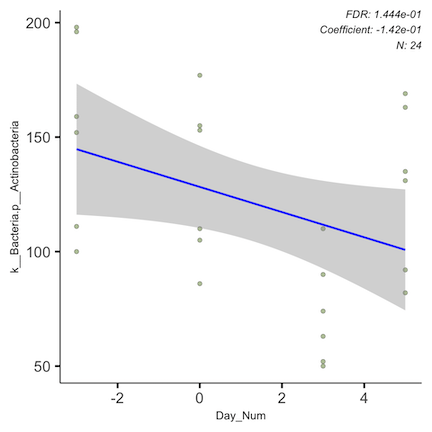 FDR: 1.444e-01
Coefficient: -1.42e-01
N: 24
200
150
100
50
k__Bacteria.p__Actinobacteria
-2
0
2
4
Day_Num